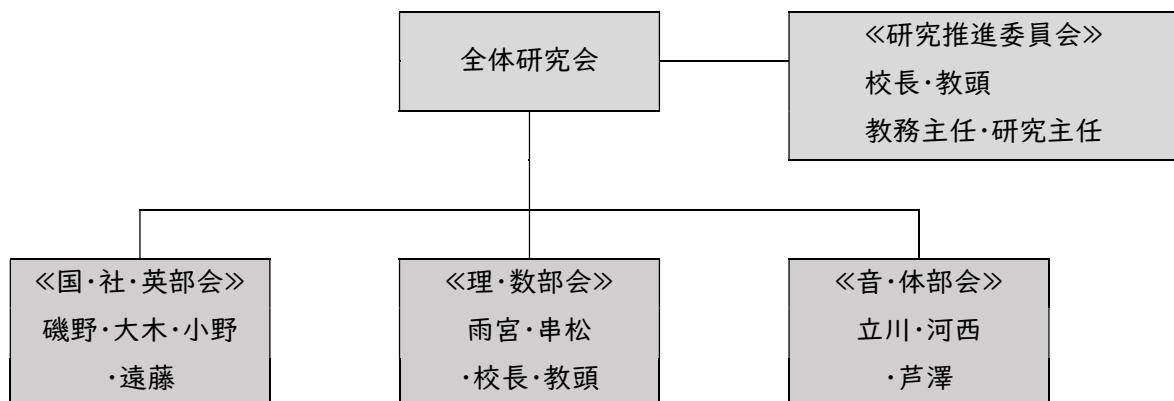 全体研究会
≪研究推進委員会≫
校長・教頭
教務主任・研究主任
≪国・社・英部会≫
磯野・大木・小野
・遠藤
≪理・数部会≫
雨宮・串松
・校長・教頭
≪音・体部会≫
立川・河西
・芦澤